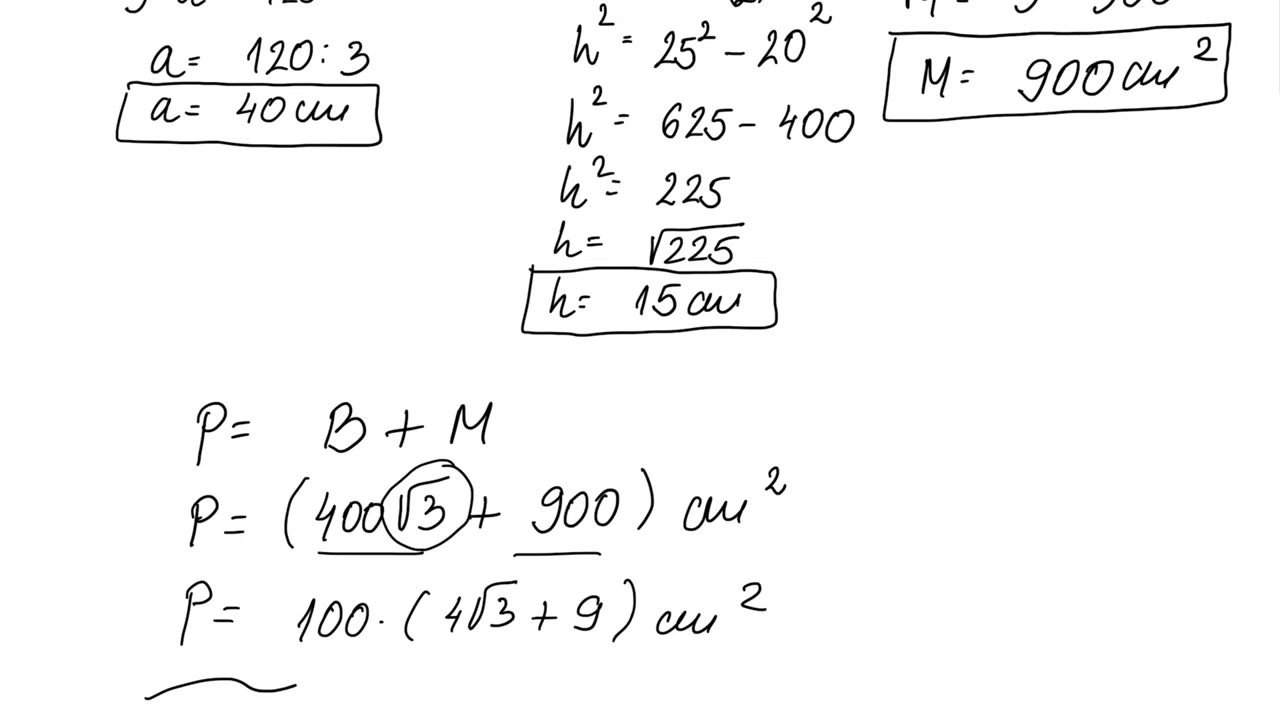 a = 120 : 3
a = 40 cm
h² = 25² - 20²
h² = 625 - 400
h² = 225
h = √225
h = 15 cm
M = 900 cm²
P = B + M
P = (400√3 + 900) cm²
P = 100 · (4√3 + 9) cm²